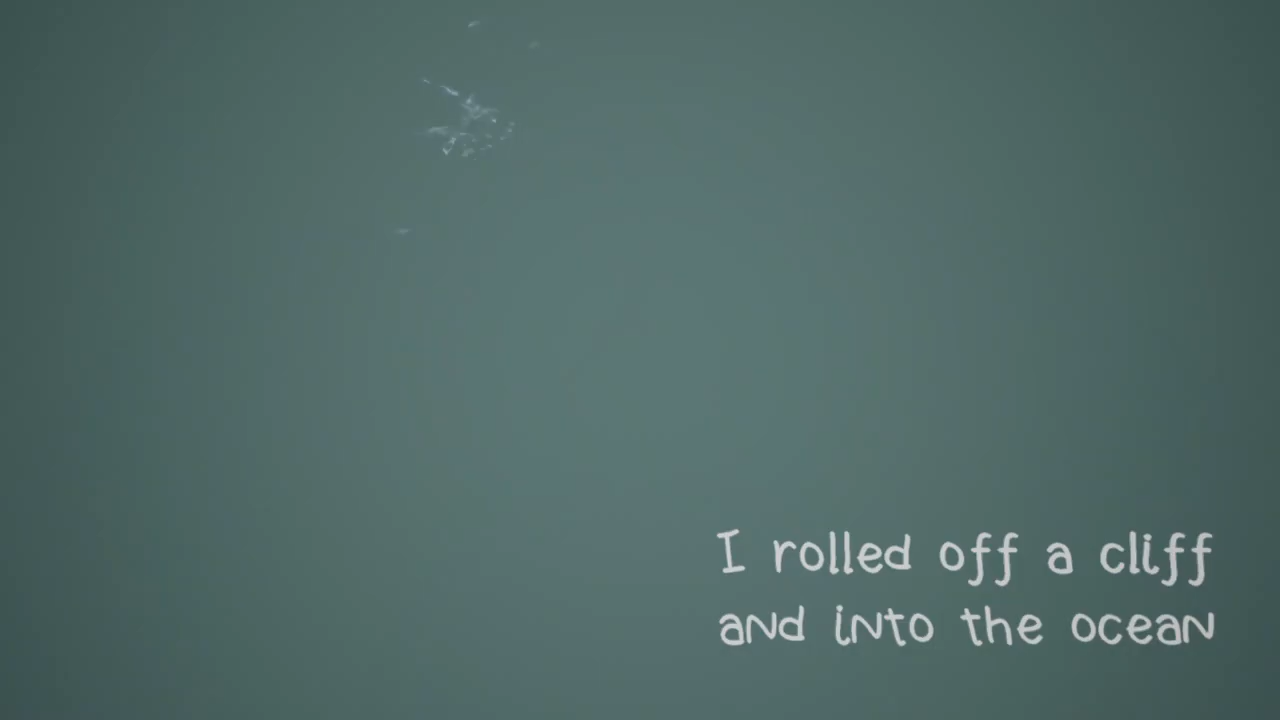 I rolled off a cliff
and into the ocean